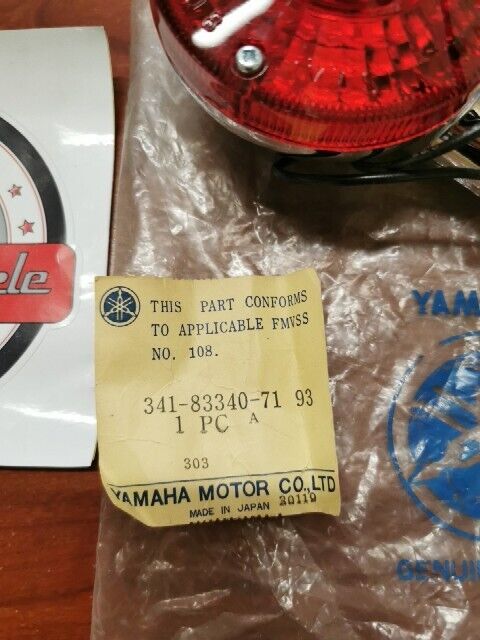 ele
THIS PART CONFORMS
TO APPLICABLE FMVSS
NO. 108.
341-83340-71 93
1 PC A
303
YAMAHA MOTOR CO.,LTD
MADE IN JAPAN 20119
YAM
GENUI